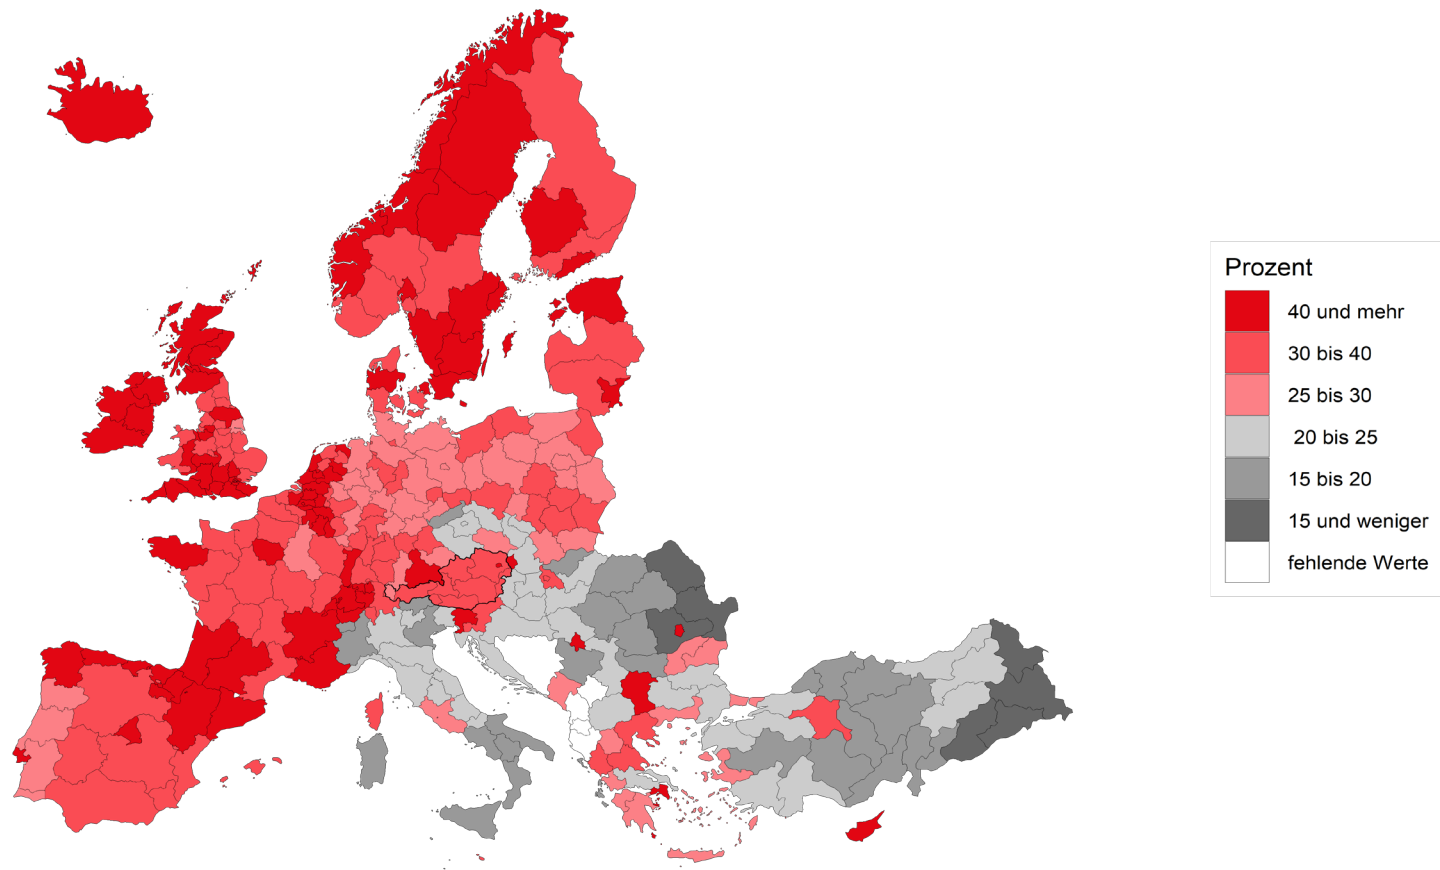 Prozent
40 und mehr
30 bis 40
25 bis 30
20 bis 25
15 bis 20
15 und weniger
fehlende Werte